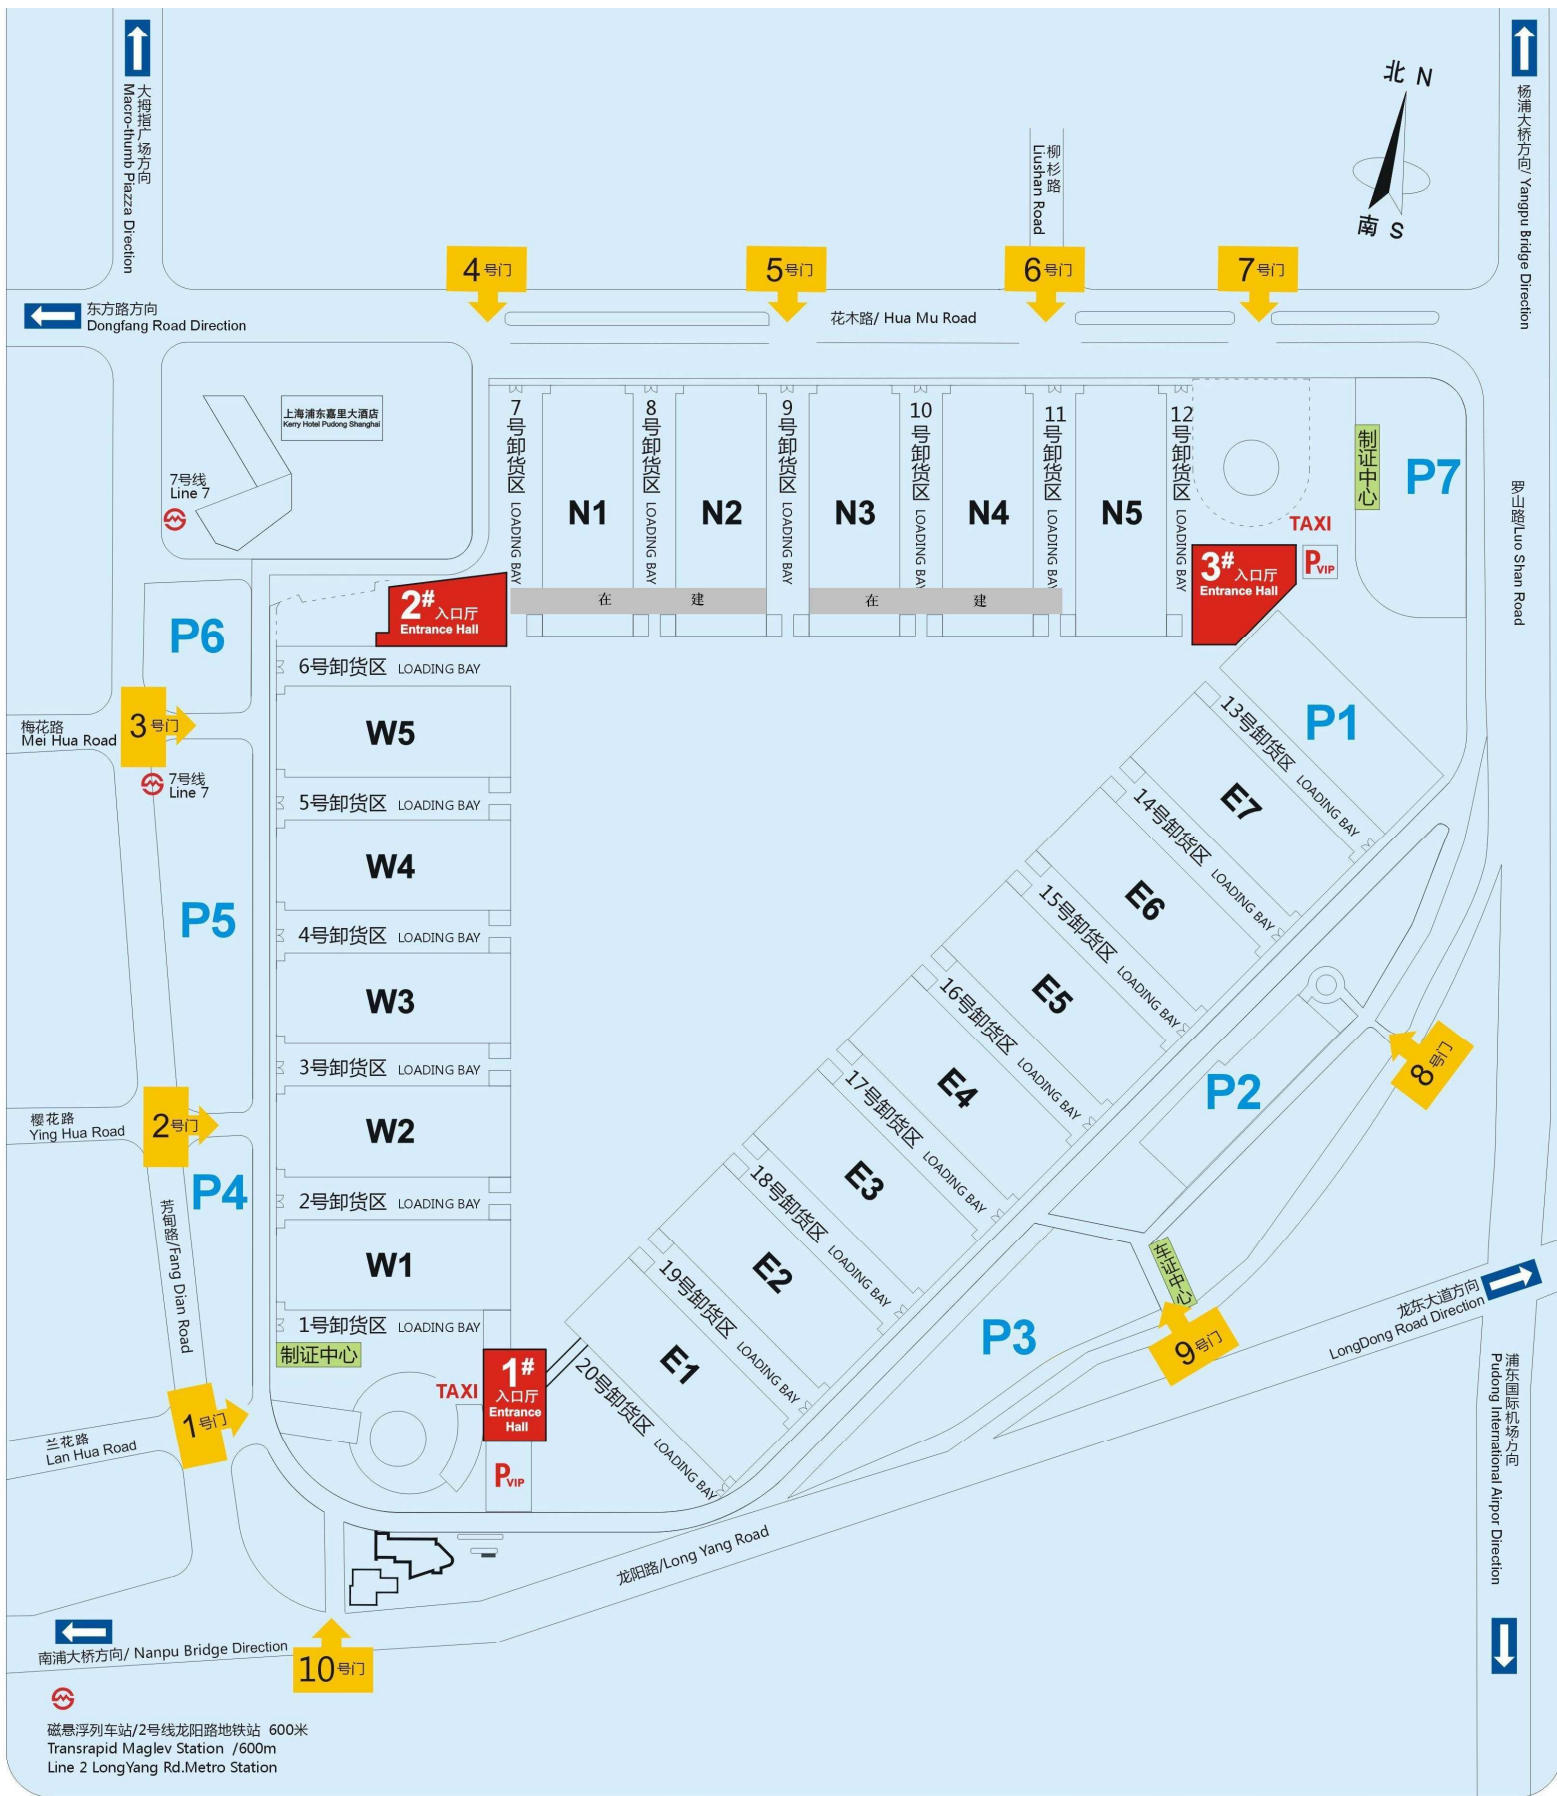 北 N
南 S
大拇指广场方向
Macro-thumb Piazza Direction
杨浦大桥方向/ Yangpu Bridge Direction
柳杉路
Liushan Road
4号门
5号门
6号门
7号门
东方路方向
Dongfang Road Direction
花木路/ Hua Mu Road
上海浦东嘉里大酒店
Kerry Hotel Pudong Shanghai
7号线
Line 7
7号卸货区 LOADING BAY
N1
8号卸货区 LOADING BAY
N2
9号卸货区 LOADING BAY
N3
10号卸货区 LOADING BAY
N4
11号卸货区 LOADING BAY
N5
12号卸货区 LOADING BAY
在建
在建
制证中心
P7
TAXI
PVIP
3#入口厅
Entrance Hall
罗山路/Luo Shan Road
2#入口厅
Entrance Hall
P6
6号卸货区 LOADING BAY
3号门
梅花路
Mei Hua Road
7号线
Line 7
W5
5号卸货区 LOADING BAY
W4
P5
4号卸货区 LOADING BAY
W3
3号卸货区 LOADING BAY
2号门
樱花路
Ying Hua Road
W2
P4
2号卸货区 LOADING BAY
芳甸路/Fang Dian Road
W1
1号卸货区 LOADING BAY
制证中心
P1
13号卸货区 LOADING BAY
E7
14号卸货区 LOADING BAY
E6
15号卸货区 LOADING BAY
E5
16号卸货区 LOADING BAY
E4
17号卸货区 LOADING BAY
E3
18号卸货区 LOADING BAY
E2
19号卸货区 LOADING BAY
E1
20号卸货区 LOADING BAY
P2
8号门
车证中心
9号门
P3
龙东大道方向
LongDong Road Direction
浦东国际机场方向
Pudong International Airpor Direction
TAXI
1#
入口厅
Entrance
Hall
PVIP
1号门
兰花路
Lan Hua Road
龙阳路/Long Yang Road
南浦大桥方向/ Nanpu Bridge Direction
10号门
磁悬浮列车站/2号线龙阳路地铁站 600米
Transrapid Maglev Station /600m
Line 2 LongYang Rd.Metro Station